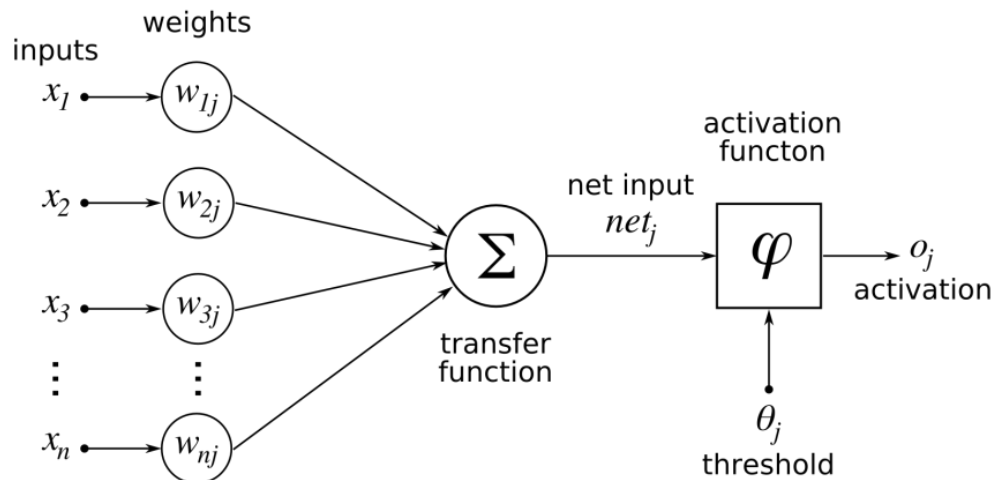 weights
inputs
x₁
w₁ⱼ
activation
functon
x₂
w₂ⱼ
net input
netⱼ
Σ
φ
oⱼ
activation
x₃
w₃ⱼ
transfer
function
⋮
⋮
θⱼ
xₙ
wₙⱼ
threshold